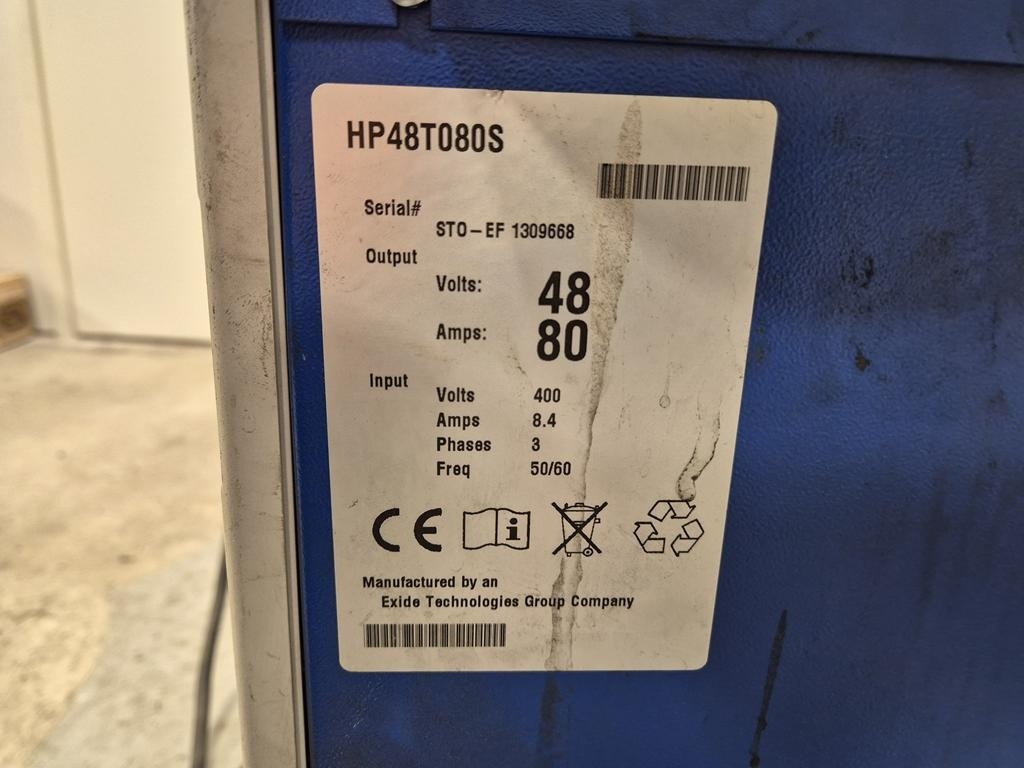 HP48T080S
Serial#
STO-EF 1309668
Output
Volts: 48
Amps: 80
Input
Volts 400
Amps 8.4
Phases 3
Freq 50/60
CE
i
Manufactured by an
Exide Technologies Group Company